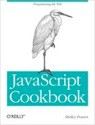 Programming the Web
JavaScript
Cookbook
O'REILLY
Shelley Powers